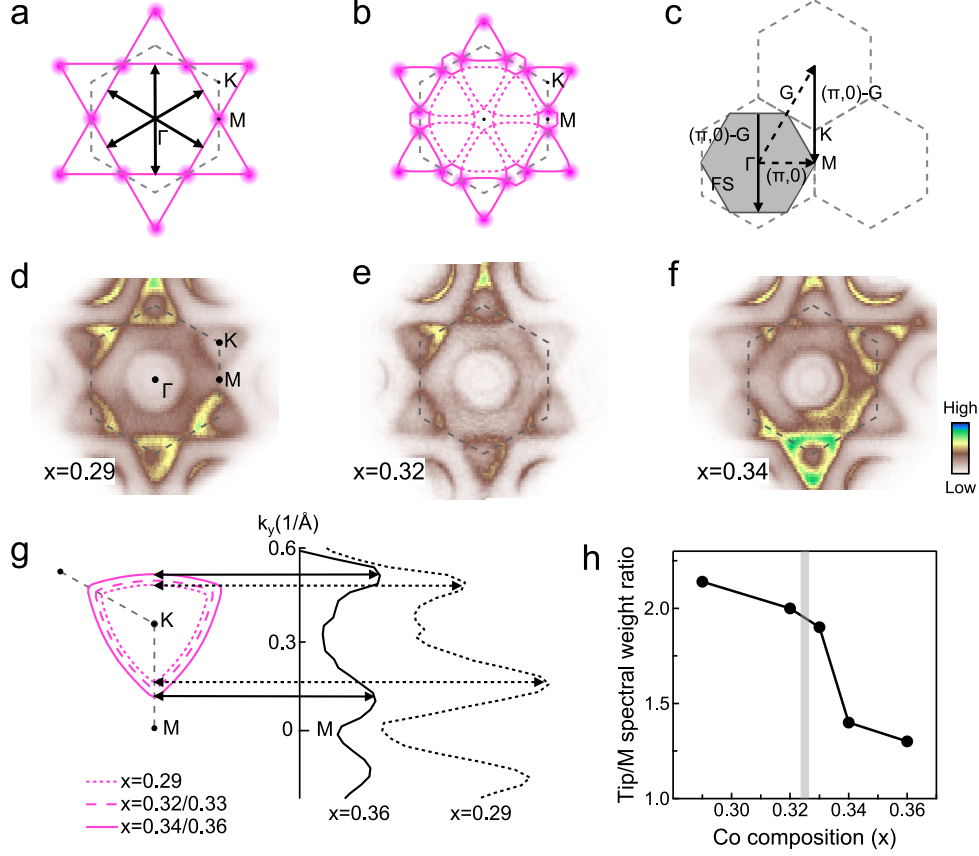 a
K
M
Γ
b
K
M
c
G
(π,0)-G
(π,0)-G
K
Γ
M
(π,0)
FS
d
K
M
Γ
x=0.29
e
x=0.32
f
x=0.34
High
Low
g
k_y(1/Å)
0.6
K
0.3
M
0
M
x=0.29
x=0.32/0.33
x=0.34/0.36
x=0.36
x=0.29
h
Tip/M spectral weight ratio
2.0
1.5
1.0
0.30
0.32
0.34
0.36
Co composition (x)